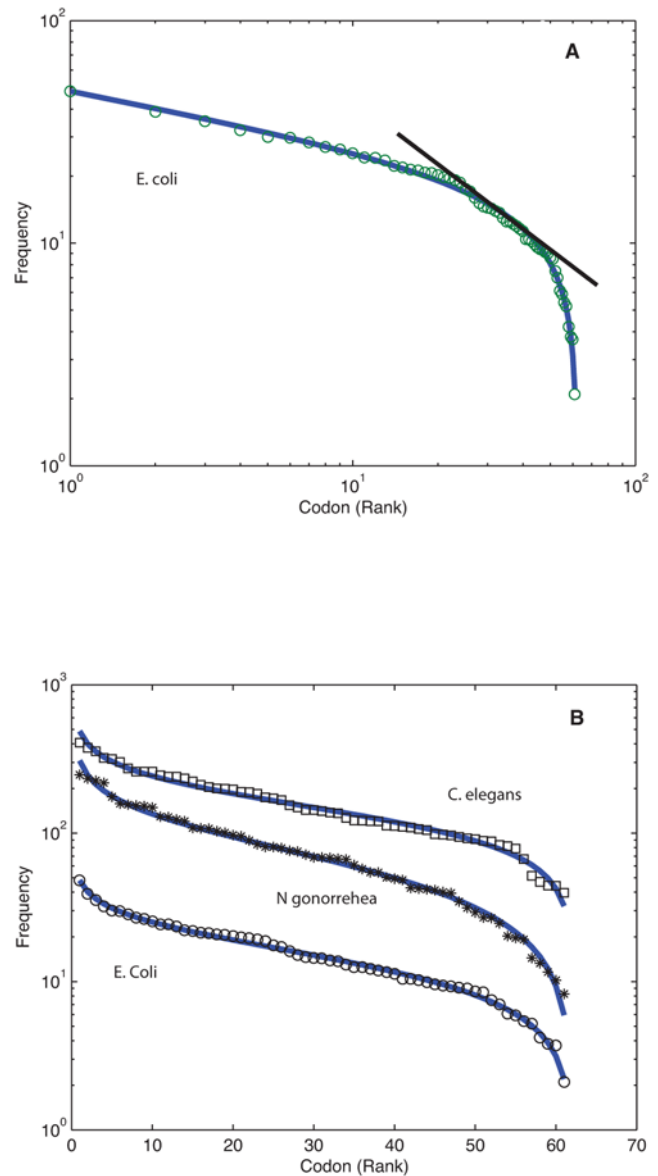 10^2
A
E. coli
Frequency
10^1
10^0
10^0
10^1
10^2
Codon (Rank)
10^3
B
C. elegans
10^2
N gonorrehea
Frequency
10^1
E. Coli
10^0
0 10 20 30 40 50 60 70
Codon (Rank)